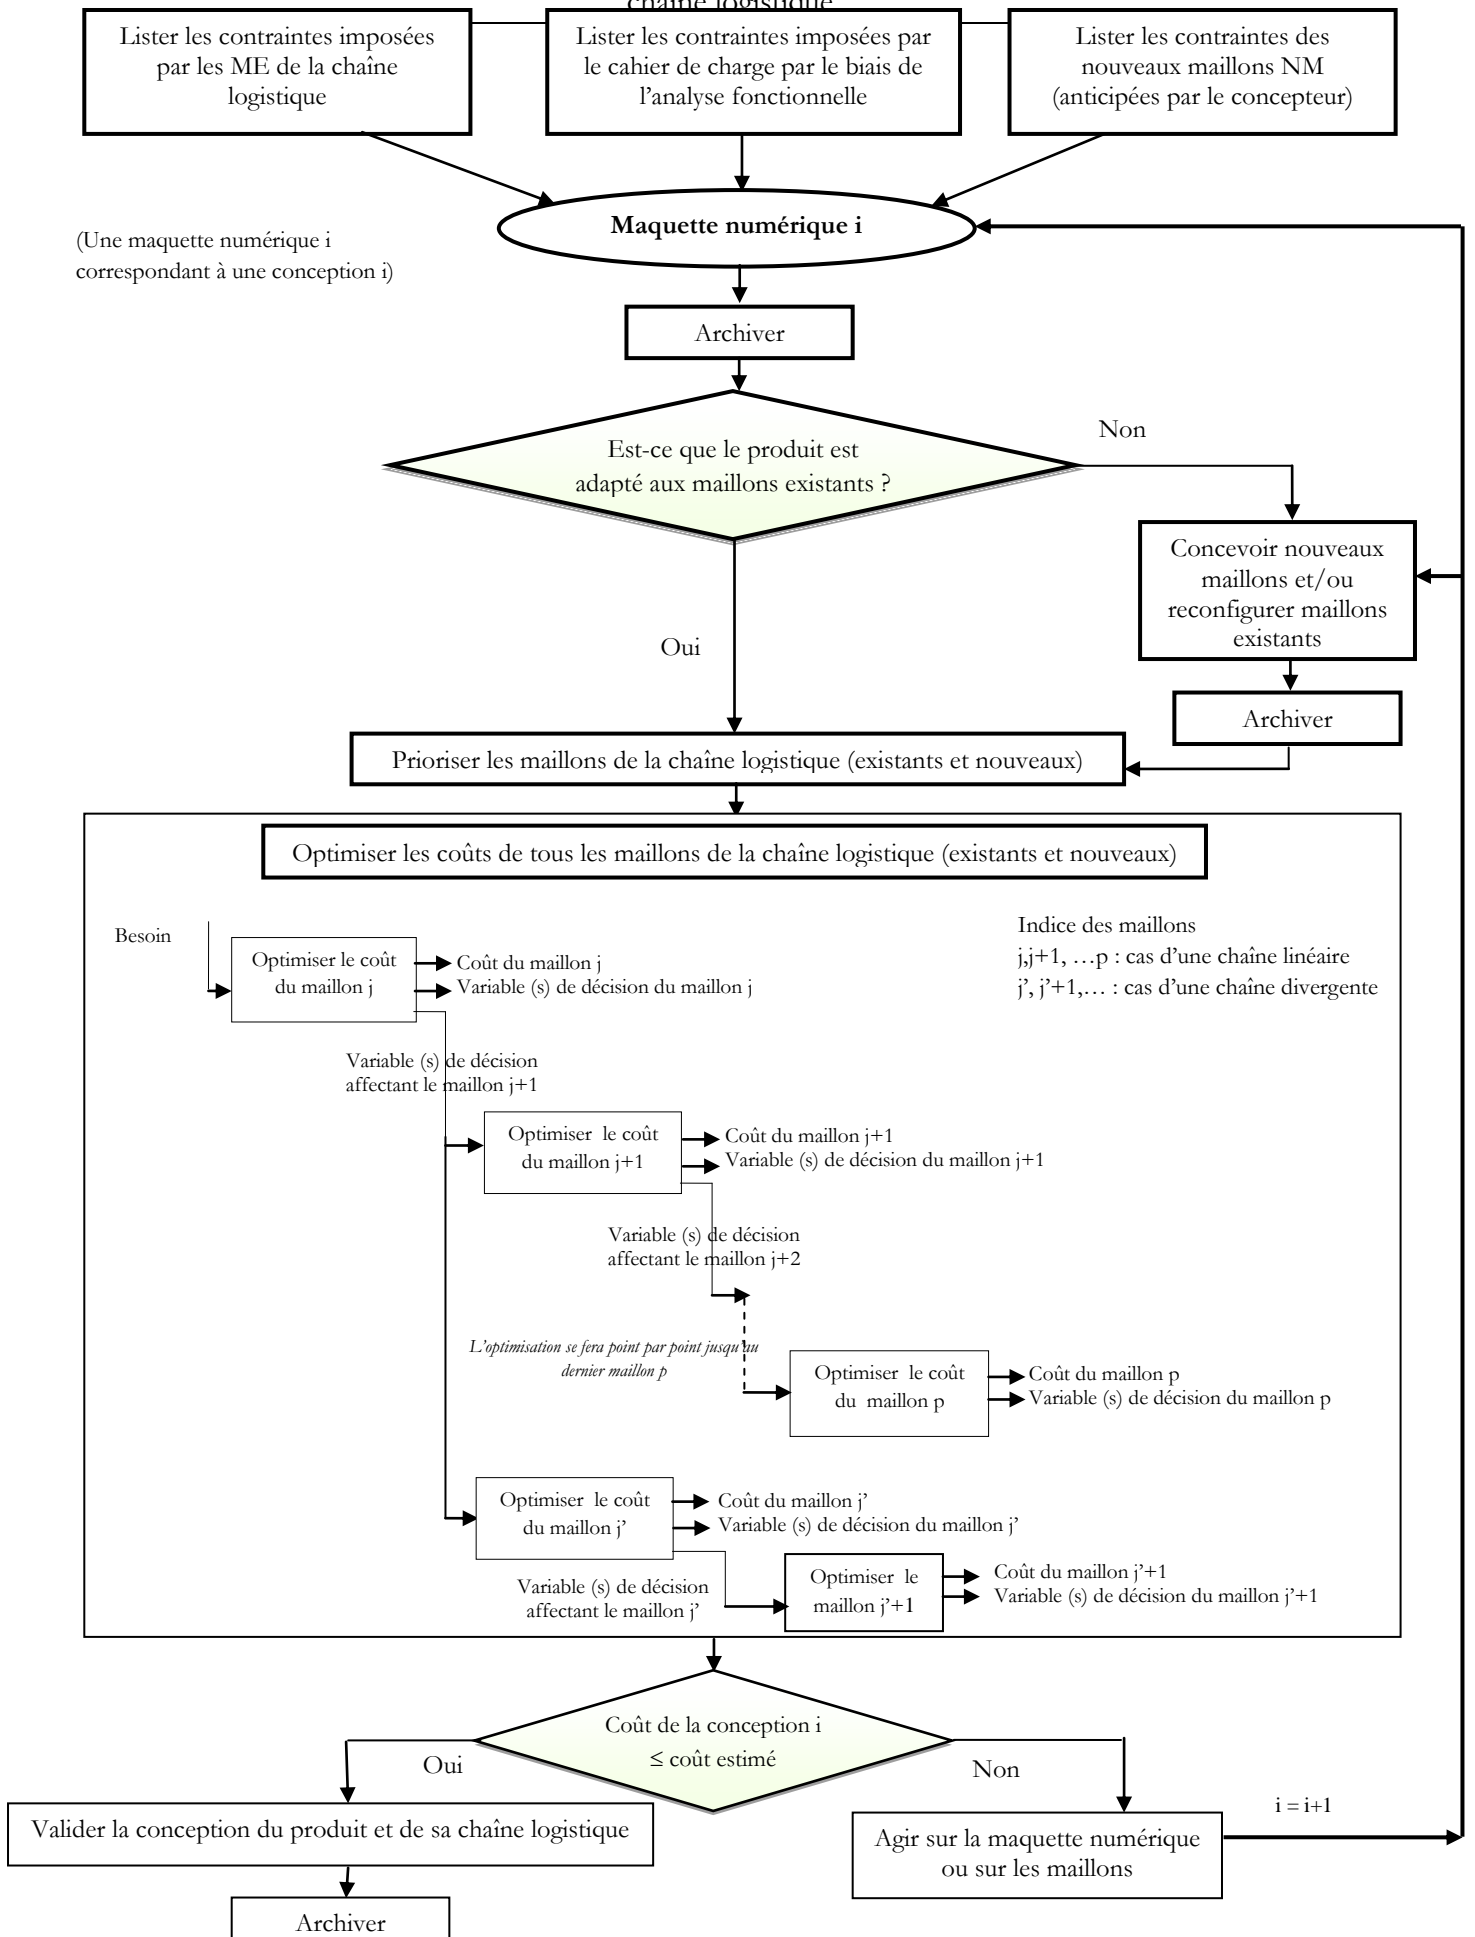 chaîne logistique
Lister les contraintes imposées
par les ME de la chaîne
logistique
Lister les contraintes imposées par
le cahier de charge par le biais de
l'analyse fonctionnelle
Lister les contraintes des
nouveaux maillons NM
(anticipées par le concepteur)
Maquette numérique i
(Une maquette numérique i
correspondant à une conception i)
Archiver
Non
Est-ce que le produit est
adapté aux maillons existants ?
Concevoir nouveaux
maillons et/ou
reconfigurer maillons
existants
Oui
Archiver
Prioriser les maillons de la chaîne logistique (existants et nouveaux)
Optimiser les coûts de tous les maillons de la chaîne logistique (existants et nouveaux)
Besoin
Optimiser le coût
du maillon j
Coût du maillon j
Variable (s) de décision du maillon j
Indice des maillons
j,j+1, …p : cas d'une chaîne linéaire
j', j'+1,… : cas d'une chaîne divergente
Variable (s) de décision
affectant le maillon j+1
Optimiser le coût
du maillon j+1
Coût du maillon j+1
Variable (s) de décision du maillon j+1
Variable (s) de décision
affectant le maillon j+2
L'optimisation se fera point par point jusqu'au
dernier maillon p
Optimiser le coût
du maillon p
Coût du maillon p
Variable (s) de décision du maillon p
Optimiser le coût
du maillon j'
Coût du maillon j'
Variable (s) de décision du maillon j'
Variable (s) de décision
affectant le maillon j'
Optimiser le
maillon j'+1
Coût du maillon j'+1
Variable (s) de décision du maillon j'+1
Coût de la conception i
≤ coût estimé
Oui
Non
i = i+1
Valider la conception du produit et de sa chaîne logistique
Agir sur la maquette numérique
ou sur les maillons
Archiver